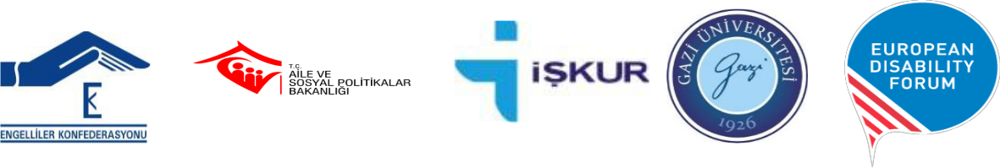 EK
ENGELLİLER KONFEDERASYONU
T.C.
AİLE VE
SOSYAL POLİTİKALAR
BAKANLIĞI
İŞKUR
GAZİ ÜNİVERSİTESİ
Gazi
1926
EUROPEAN
DISABILITY
FORUM